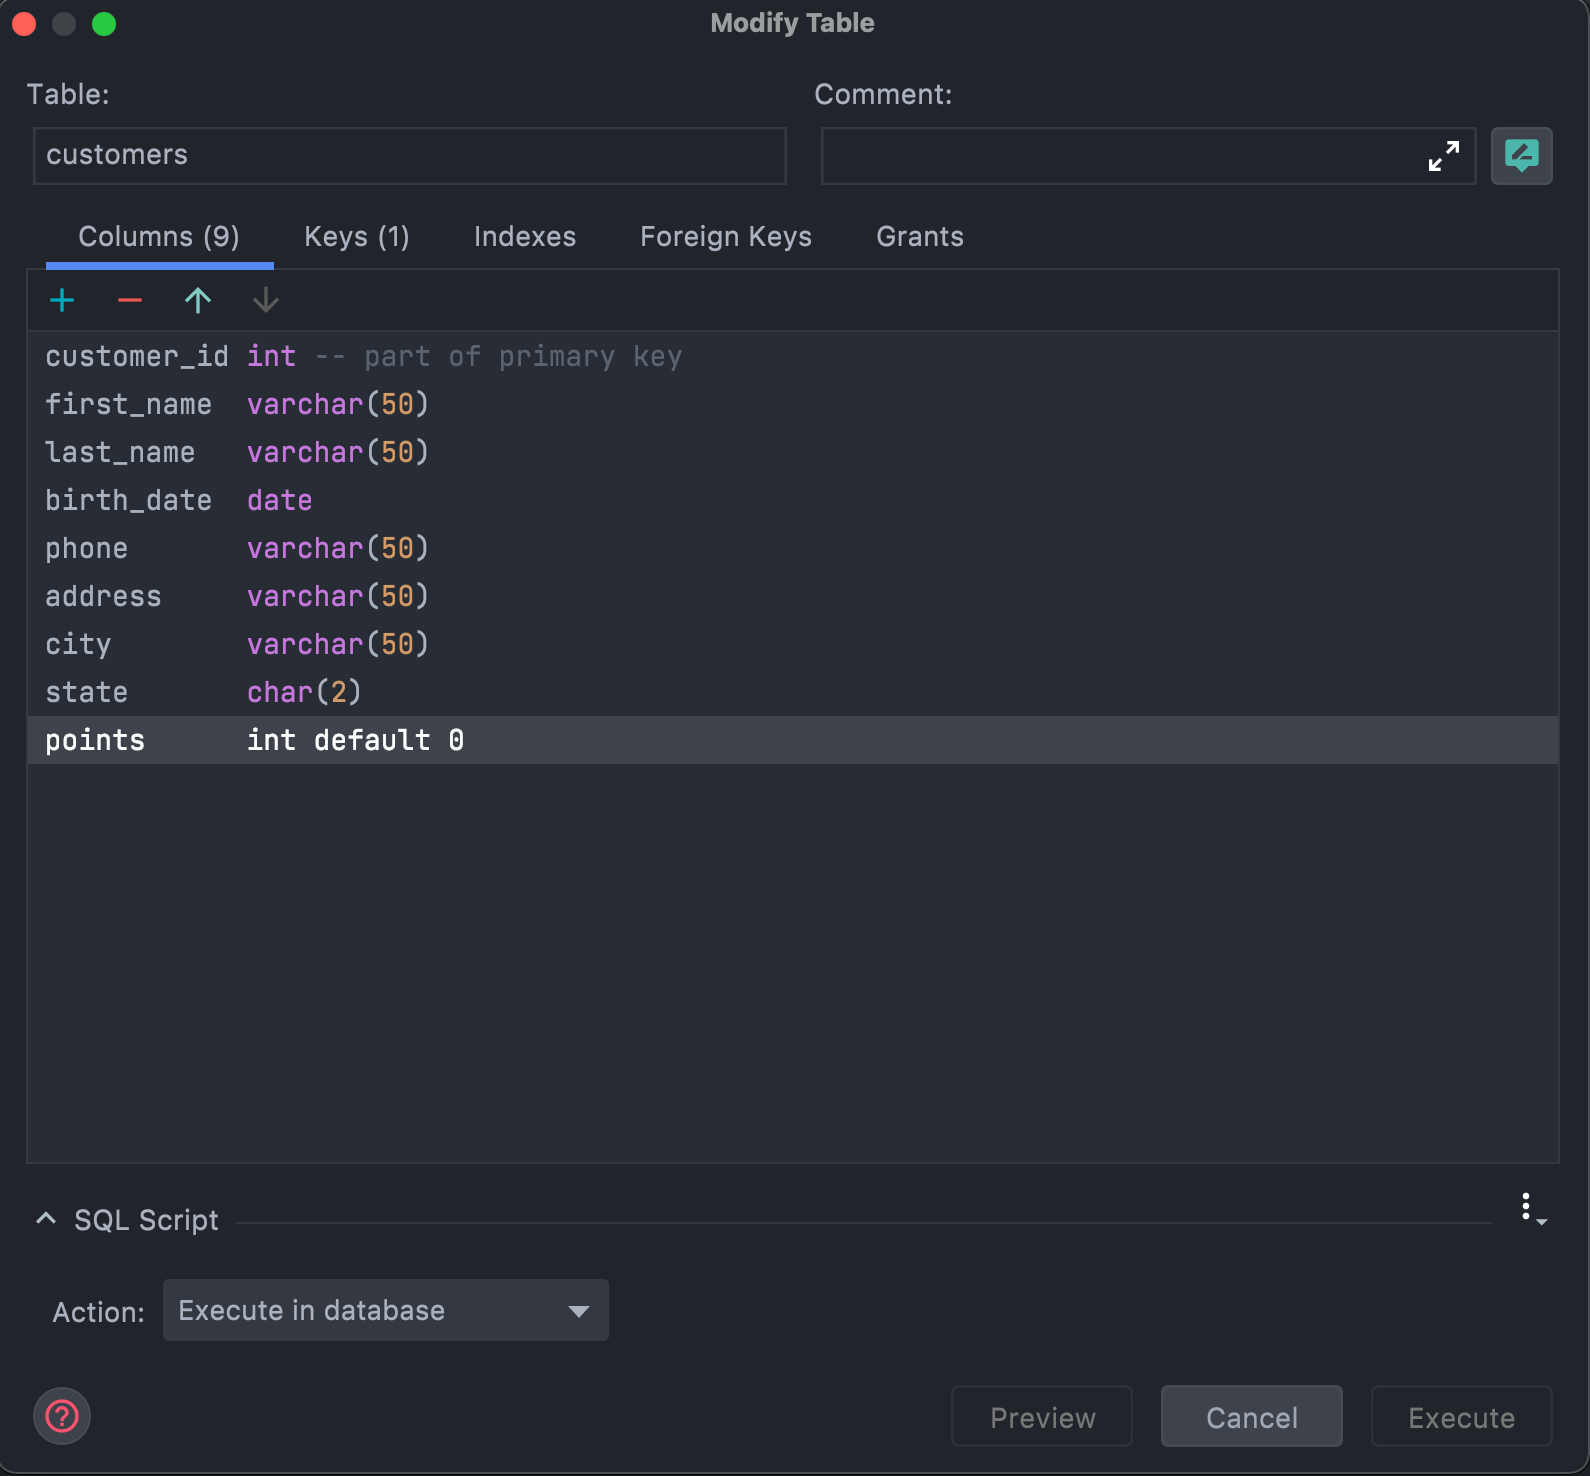 Modify Table
Table: Comment:
customers
Columns (9) Keys (1) Indexes Foreign Keys Grants
customer_id int -- part of primary key
first_name varchar(50)
last_name varchar(50)
birth_date date
phone varchar(50)
address varchar(50)
city varchar(50)
state char(2)
points int default 0
SQL Script
Action: Execute in database
? Preview Cancel Execute